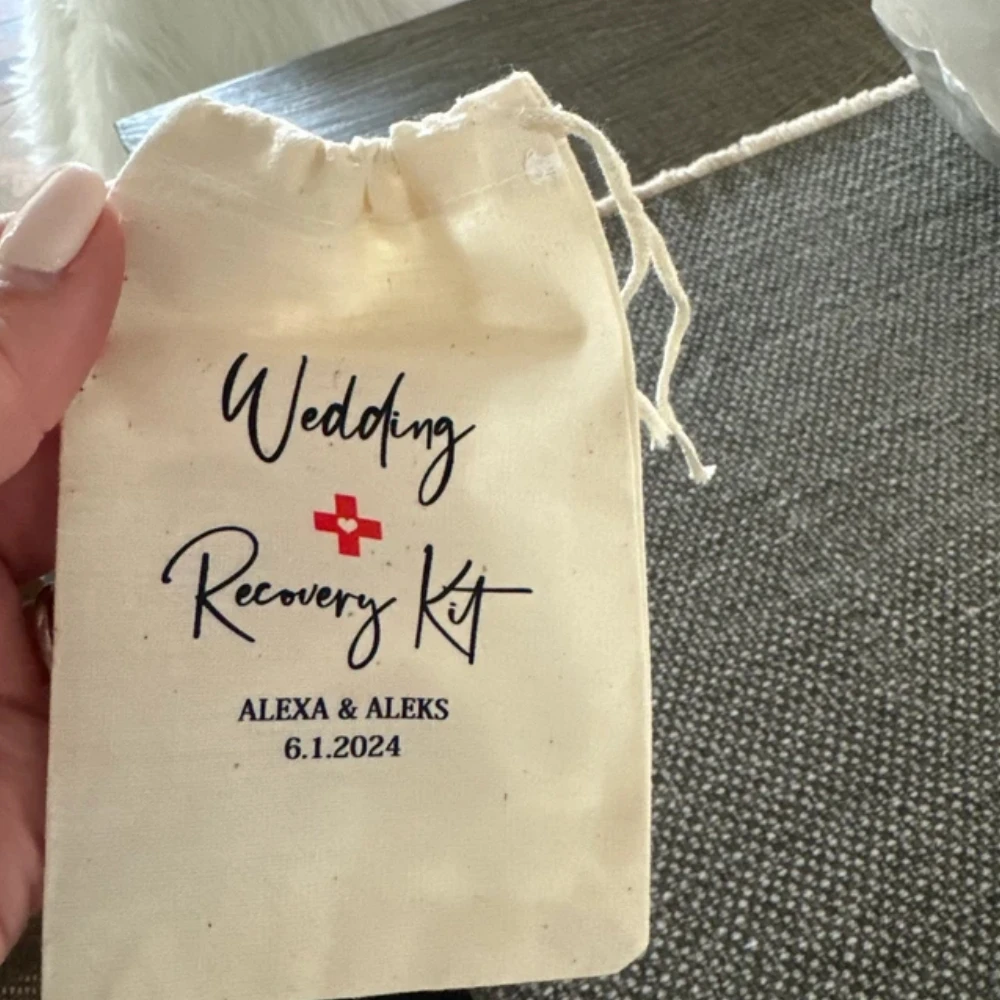 Wedding
Recovery Kit
ALEXA & ALEKS
6.1.2024